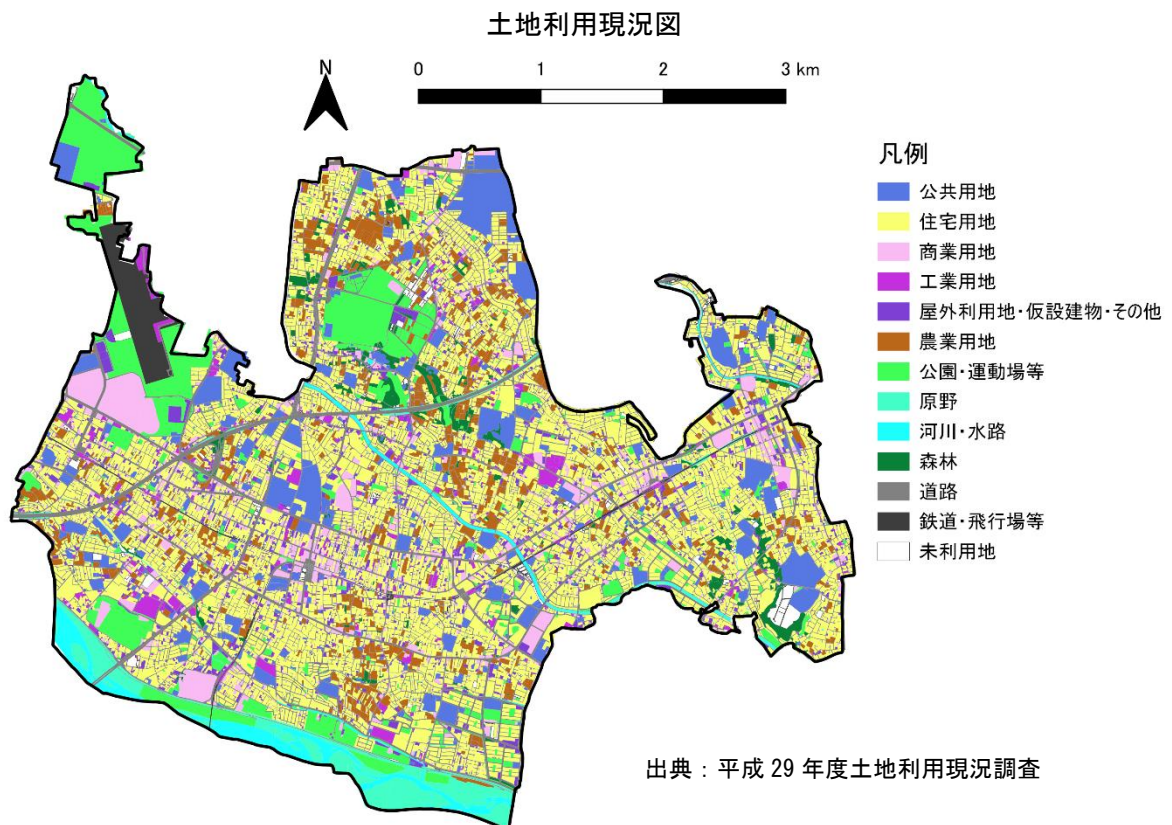 土地利用現況図
N
0 1 2 3 km
凡例
公共用地
住宅用地
商業用地
工業用地
屋外利用地・仮設建物・その他
農業用地
公園・運動場等
原野
河川・水路
森林
道路
鉄道・飛行場等
未利用地
出典：平成 29 年度土地利用現況調査